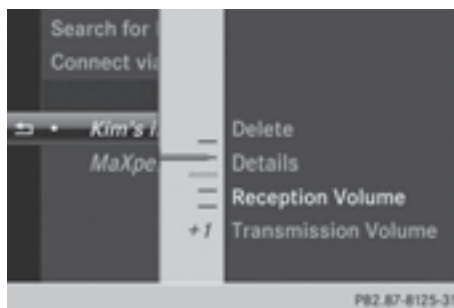 Search for
Connect via
Kim's i
MaXpe
Delete
Details
Reception Volume
+1 Transmission Volume
P82.87-8125-31